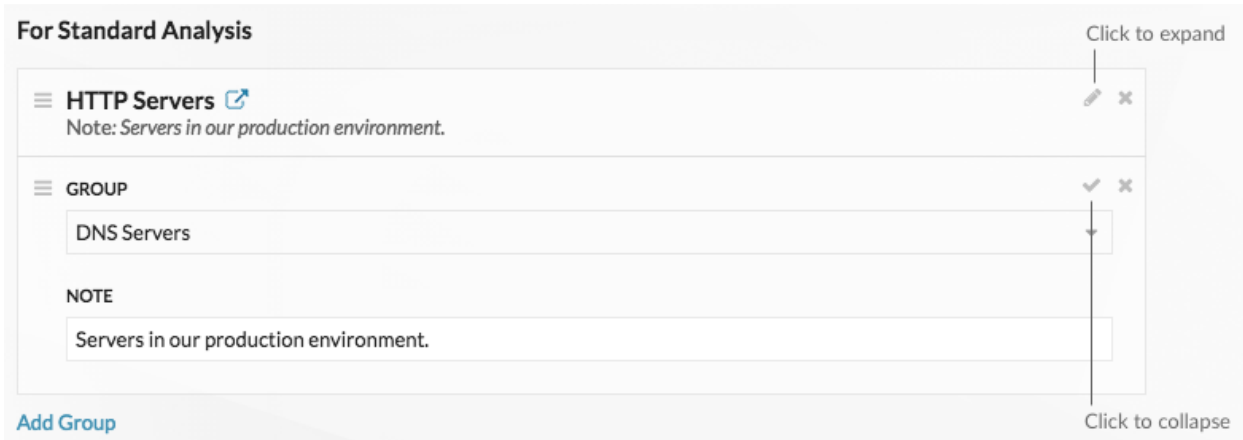 For Standard Analysis
Click to expand
HTTP Servers
Note: Servers in our production environment.
GROUP
DNS Servers
NOTE
Servers in our production environment.
Add Group
Click to collapse